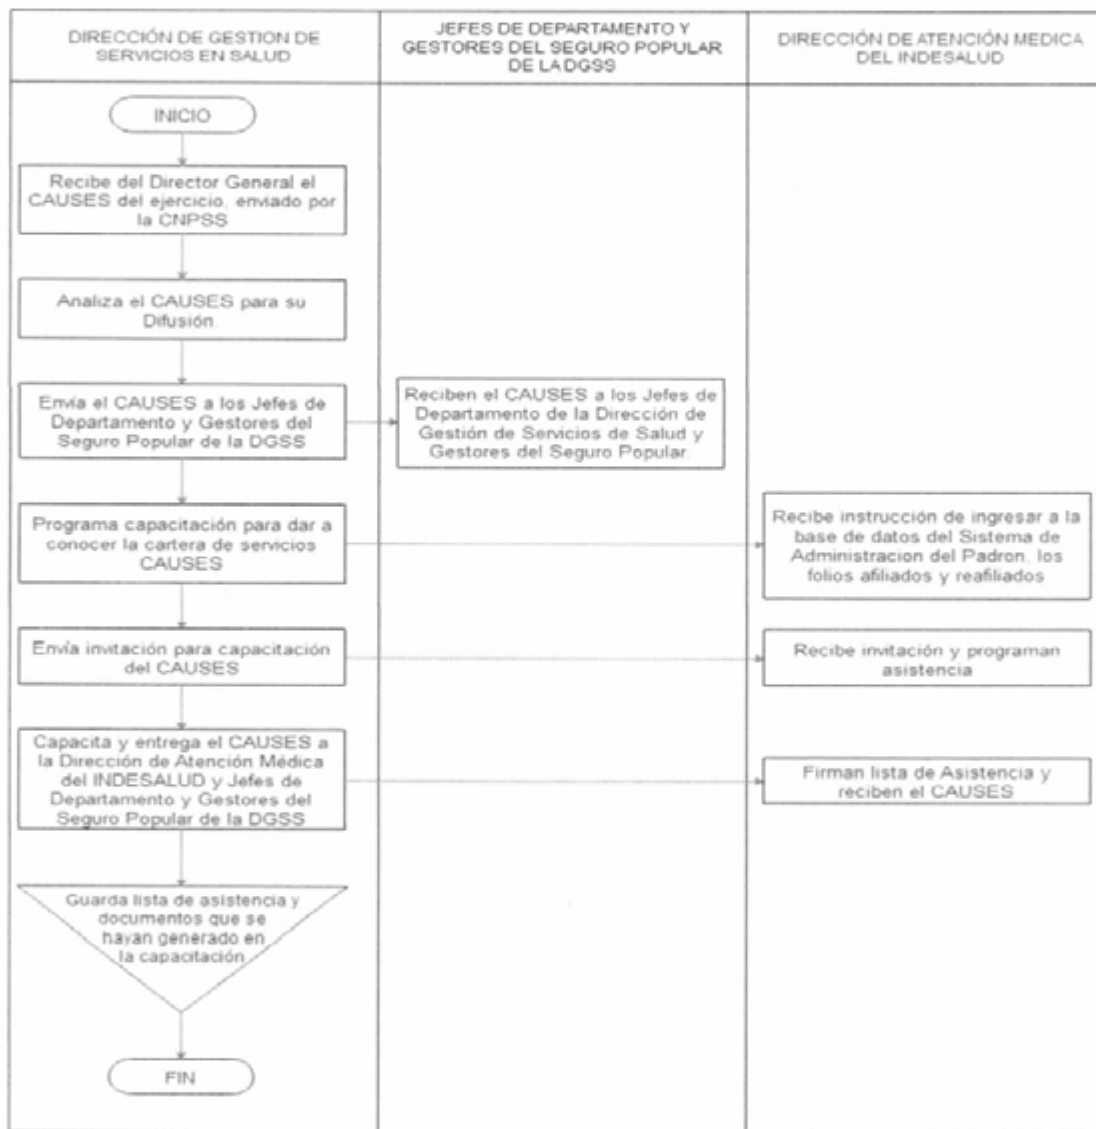 DIRECCIÓN DE GESTION DE
SERVICIOS EN SALUD
JEFES DE DEPARTAMENTO Y
GESTORES DEL SEGURO POPULAR
DE LA DGSS
DIRECCIÓN DE ATENCIÓN MEDICA
DEL INDESALUD
INICIO
Recibe del Director General el
CAUSES del ejercicio, enviado por
la CNPSS
Analiza el CAUSES para su
Difusión.
Envía el CAUSES a los Jefes de
Departamento y Gestores del
Seguro Popular de la DGSS
Reciben el CAUSES a los Jefes de
Departamento de la Dirección de
Gestión de Servicios de Salud y
Gestores del Seguro Popular.
Programa capacitación para dar a
conocer la cartera de servicios
CAUSES
Recibe instrucción de ingresar a la
base de datos del Sistema de
Administracion del Padron, los
folios afiliados y reafiliados
Envía invitación para capacitación
del CAUSES
Recibe invitación y programan
asistencia
Capacita y entrega el CAUSES a
la Dirección de Atención Médica
del INDESALUD y Jefes de
Departamento y Gestores del
Seguro Popular de la DGSS
Firman lista de Asistencia y
reciben el CAUSES
Guarda lista de asistencia y
documentos que se
hayan generado en
la capacitación
FIN